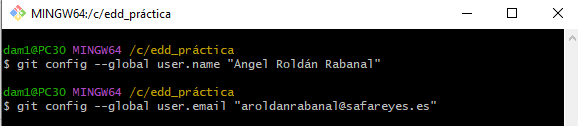 MINGW64:/c/edd_práctica
dam1@PC30 MINGW64 /c/edd_práctica
$ git config --global user.name "Angel Roldán Rabanal"
dam1@PC30 MINGW64 /c/edd_práctica
$ git config --global user.email "aroldanrabanal@safareyes.es"